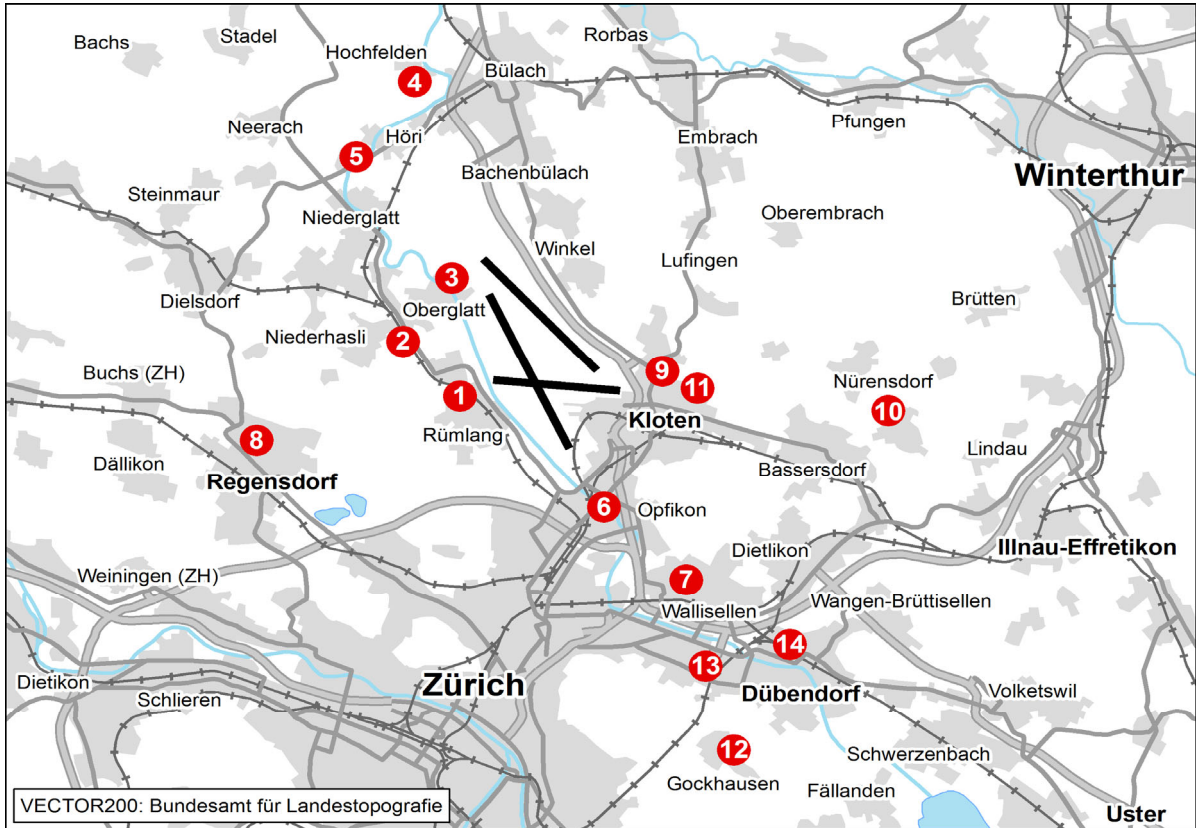 Bachs
Stadel
Hochfelden
Rorbas
4
Bülach
Neerach
Höri
Embrach
Pfungen
5
Bachenbülach
Winterthur
Steinmaur
Niederglatt
Oberembrach
Winkel
Lufingen
3
Dielsdorf
Oberglatt
Brütten
Niederhasli
2
Buchs (ZH)
9
11
Nürensdorf
1
10
Kloten
Rümlang
8
Dällikon
Regensdorf
Bassersdorf
Lindau
6
Opfikon
Dietlikon
Illnau-Effretikon
Weiningen (ZH)
7
Wallisellen
Wangen-Brüttisellen
14
13
Dietikon
Zürich
Dübendorf
Volketswil
Schlieren
12
Schwerzenbach
Gockhausen
Fällanden
VECTOR200: Bundesamt für Landestopografie
Uster